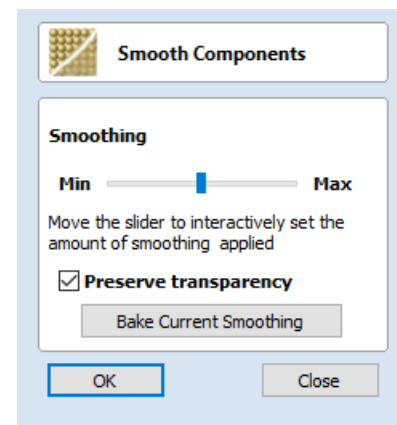 Smooth Components
Smoothing
Min Max
Move the slider to interactively set the
amount of smoothing applied
Preserve transparency
Bake Current Smoothing
OK Close